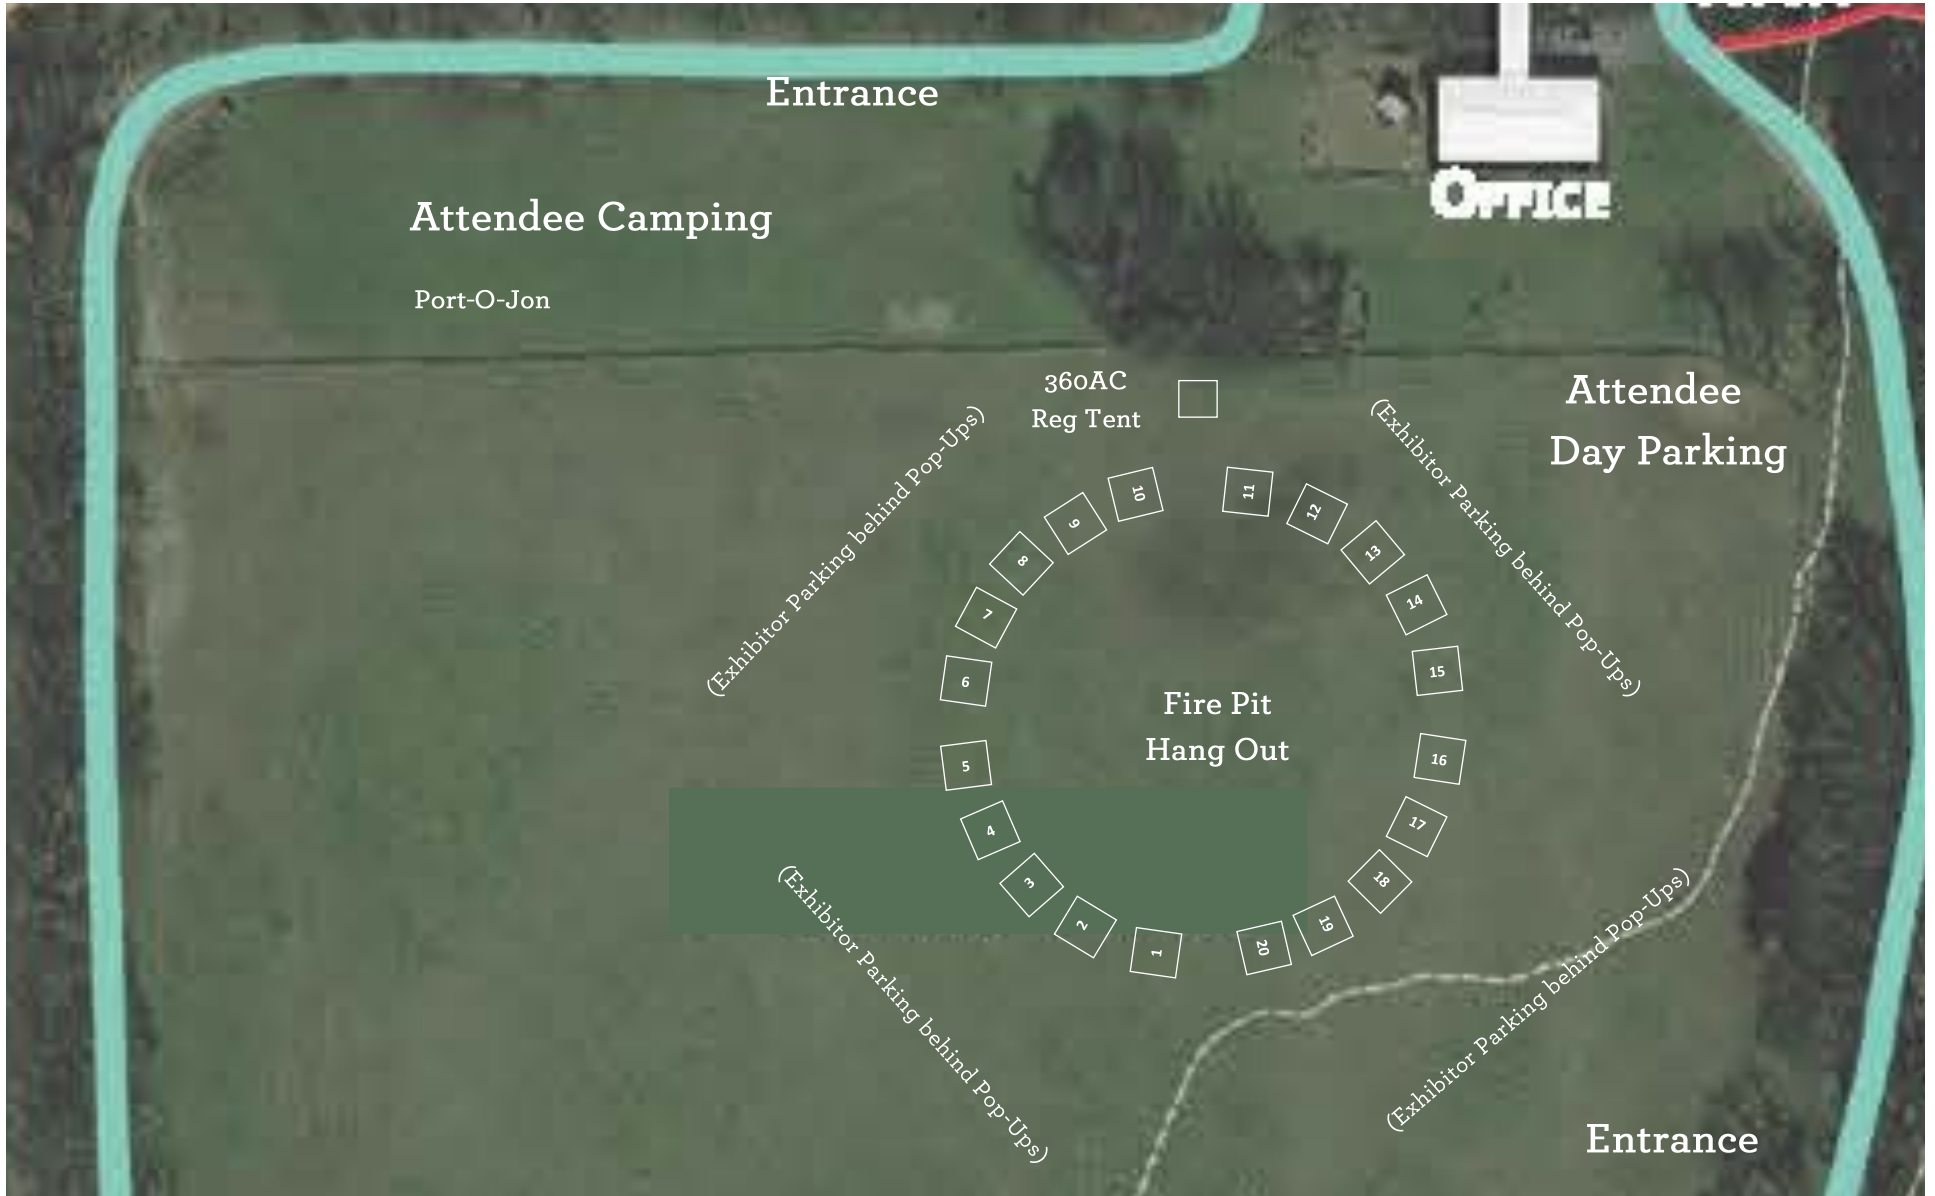 Entrance
OFFICE
Attendee Camping
Port-O-Jon
360AC
Reg Tent
Attendee
Day Parking
(Exhibitor Parking behind Pop-Ups)
(Exhibitor Parking behind Pop-Ups)
10
11
9
12
8
13
7
14
6
15
Fire Pit
Hang Out
5
16
4
17
3
18
2
19
1
20
(Exhibitor Parking behind Pop-Ups)
(Exhibitor Parking behind Pop-Ups)
Entrance